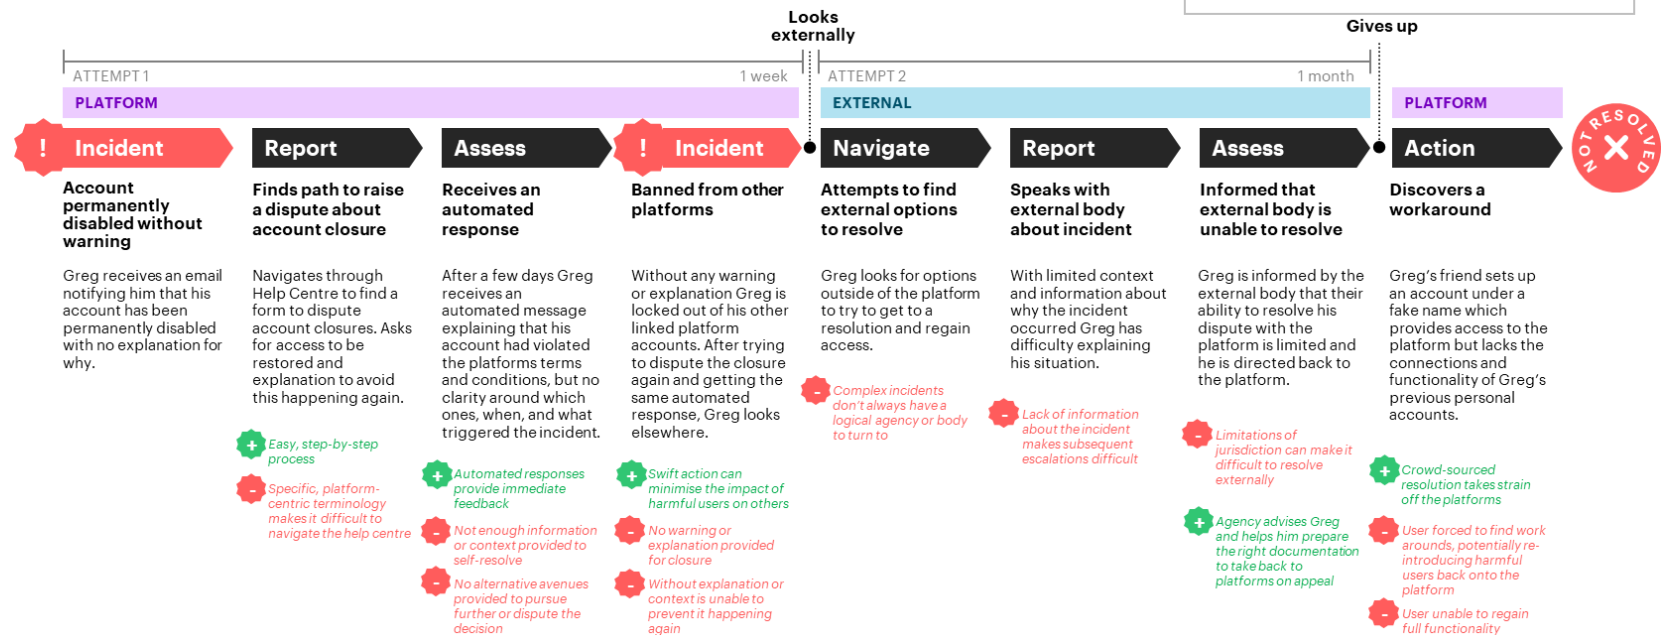 Looks
externally
Gives up
ATTEMPT 1
1 week
ATTEMPT 2
1 month
PLATFORM
EXTERNAL
PLATFORM
! Incident
Report
Assess
! Incident
Navigate
Report
Assess
Action
NOT RESOLVED
Account
permanently
disabled without
warning
Greg receives an email
notifying him that his
account has been
permanently disabled
with no explanation for
why.
Finds path to raise
a dispute about
account closure
Navigates through
Help Centre to find a
form to dispute
account closures. Asks
for access to be
restored and
explanation to avoid
this happening again.
+ Easy, step-by-step
process
- Specific, platform-
centric terminology
makes it difficult to
navigate the help centre
Receives an
automated
response
After a few days Greg
receives an
automated message
explaining that his
account had violated
the platforms terms
and conditions, but no
clarity around which
ones, when, and what
triggered the incident.
+ Automated responses
provide immediate
feedback
- Not enough information
or context provided to
self-resolve
- No alternative avenues
provided to pursue
further or dispute the
decision
Banned from other
platforms
Without any warning
or explanation Greg is
locked out of his other
linked platform
accounts. After trying
to dispute the closure
again and getting the
same automated
response, Greg looks
elsewhere.
+ Swift action can
minimise the impact of
harmful users on others
- No warning or
explanation provided
for closure
- Without explanation or
context is unable to
prevent it happening
again
Attempts to find
external options
to resolve
Greg looks for options
outside of the platform
to try to get to a
resolution and regain
access.
- Complex incidents
don't always have a
logical agency or body
to turn to
Speaks with
external body
about incident
With limited context
and information about
why the incident
occurred Greg has
difficulty explaining
his situation.
- Lack of information
about the incident
makes subsequent
escalations difficult
Informed that
external body is
unable to resolve
Greg is informed by the
external body that their
ability to resolve his
dispute with the
platform is limited and
he is directed back to
the platform.
- Limitations of
jurisdiction can make it
difficult to resolve
externally
+ Agency advises Greg
and helps him prepare
the right documentation
to take back to
platforms on appeal
Discovers a
workaround
Greg's friend sets up
an account under a
fake name which
provides access to the
platform but lacks the
connections and
functionality of Greg's
previous personal
accounts.
+ Crowd-sourced
resolution takes strain
off the platforms
- User forced to find work
arounds, potentially re-
introducing harmful
users back onto the
platform
- User unable to regain
full functionality